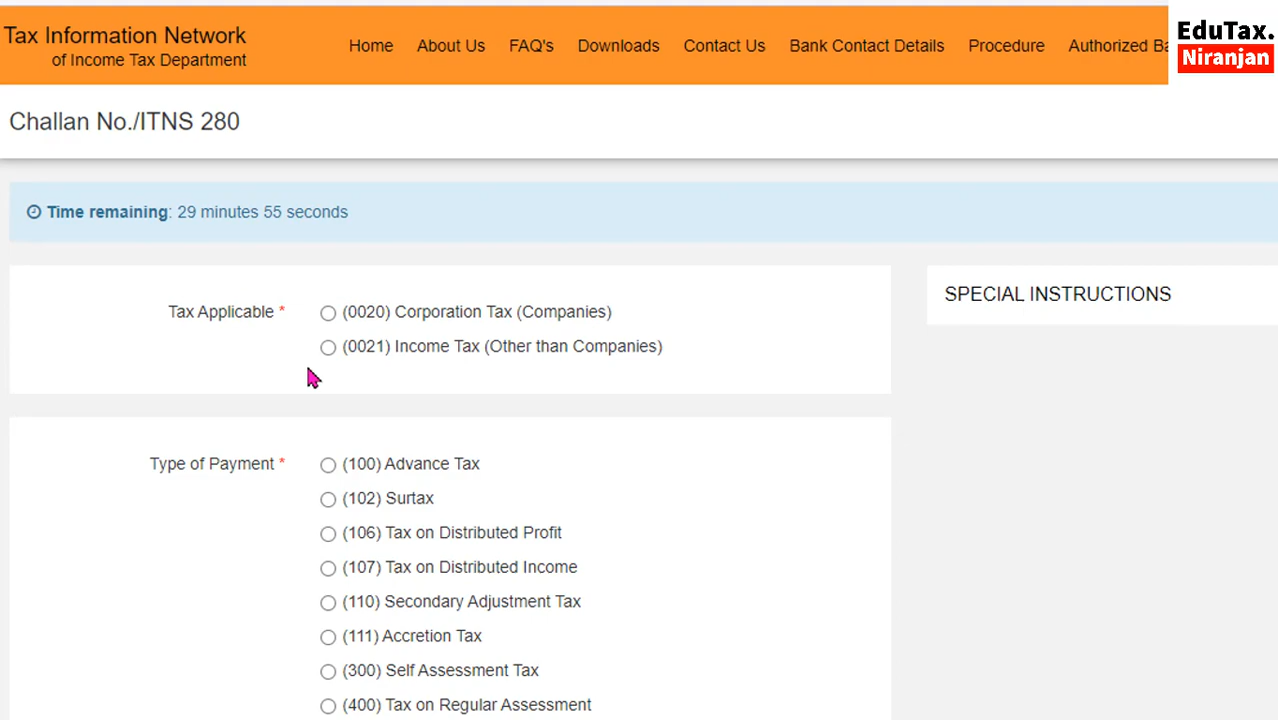 Tax Information Network
of Income Tax Department
Home About Us FAQ's Downloads Contact Us Bank Contact Details Procedure Authorized Ba
EduTax.
Niranjan
Challan No./ITNS 280
Time remaining: 29 minutes 55 seconds
Tax Applicable *
(0020) Corporation Tax (Companies)
(0021) Income Tax (Other than Companies)
SPECIAL INSTRUCTIONS
Type of Payment *
(100) Advance Tax
(102) Surtax
(106) Tax on Distributed Profit
(107) Tax on Distributed Income
(110) Secondary Adjustment Tax
(111) Accretion Tax
(300) Self Assessment Tax
(400) Tax on Regular Assessment